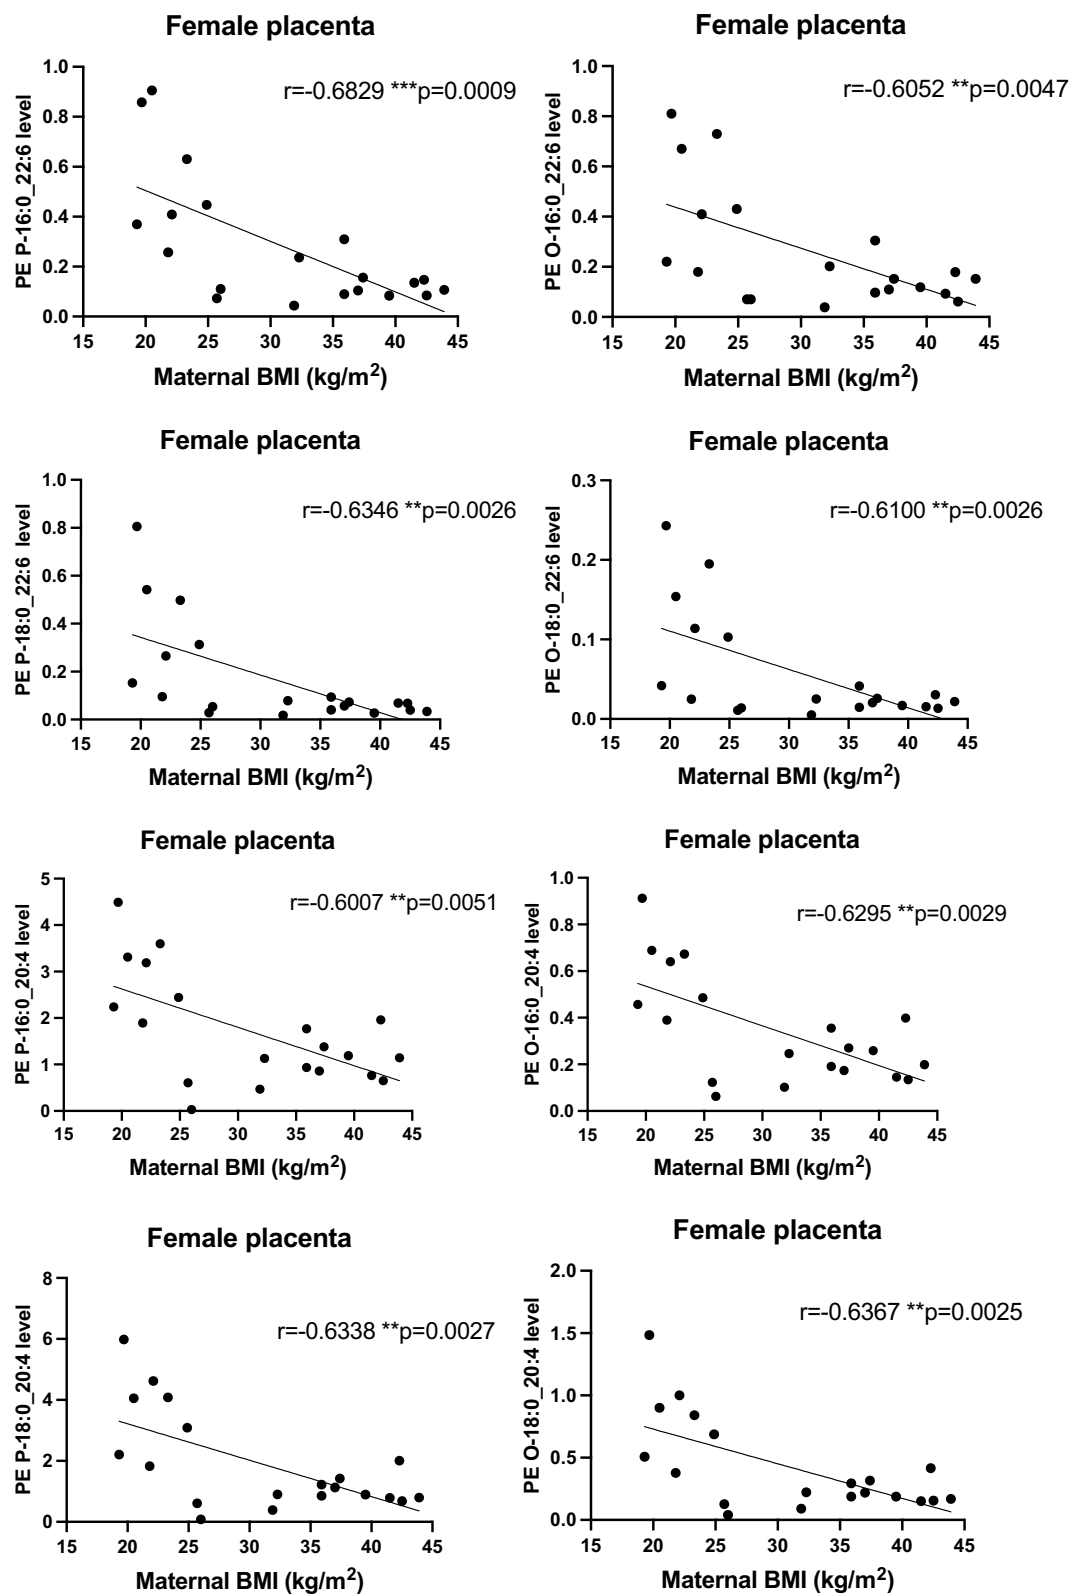 Female placenta
r=-0.6829 ***p=0.0009
PE P-16:0_22:6 level
1.0
0.8
0.6
0.4
0.2
0.0
15 20 25 30 35 40 45
Maternal BMI (kg/m²)
Female placenta
r=-0.6052 **p=0.0047
PE O-16:0_22:6 level
1.0
0.8
0.6
0.4
0.2
0.0
15 20 25 30 35 40 45
Maternal BMI (kg/m²)
Female placenta
r=-0.6346 **p=0.0026
PE P-18:0_22:6 level
1.0
0.8
0.6
0.4
0.2
0.0
15 20 25 30 35 40 45
Maternal BMI (kg/m²)
Female placenta
r=-0.6100 **p=0.0026
PE O-18:0_22:6 level
0.3
0.2
0.1
0.0
15 20 25 30 35 40 45
Maternal BMI (kg/m²)
Female placenta
r=-0.6007 **p=0.0051
PE P-16:0_20:4 level
5
4
3
2
1
0
15 20 25 30 35 40 45
Maternal BMI (kg/m²)
Female placenta
r=-0.6295 **p=0.0029
PE O-16:0_20:4 level
1.0
0.8
0.6
0.4
0.2
0.0
15 20 25 30 35 40 45
Maternal BMI (kg/m²)
Female placenta
r=-0.6338 **p=0.0027
PE P-18:0_20:4 level
8
6
4
2
0
15 20 25 30 35 40 45
Maternal BMI (kg/m²)
Female placenta
r=-0.6367 **p=0.0025
PE O-18:0_20:4 level
2.0
1.5
1.0
0.5
0.0
15 20 25 30 35 40 45
Maternal BMI (kg/m²)